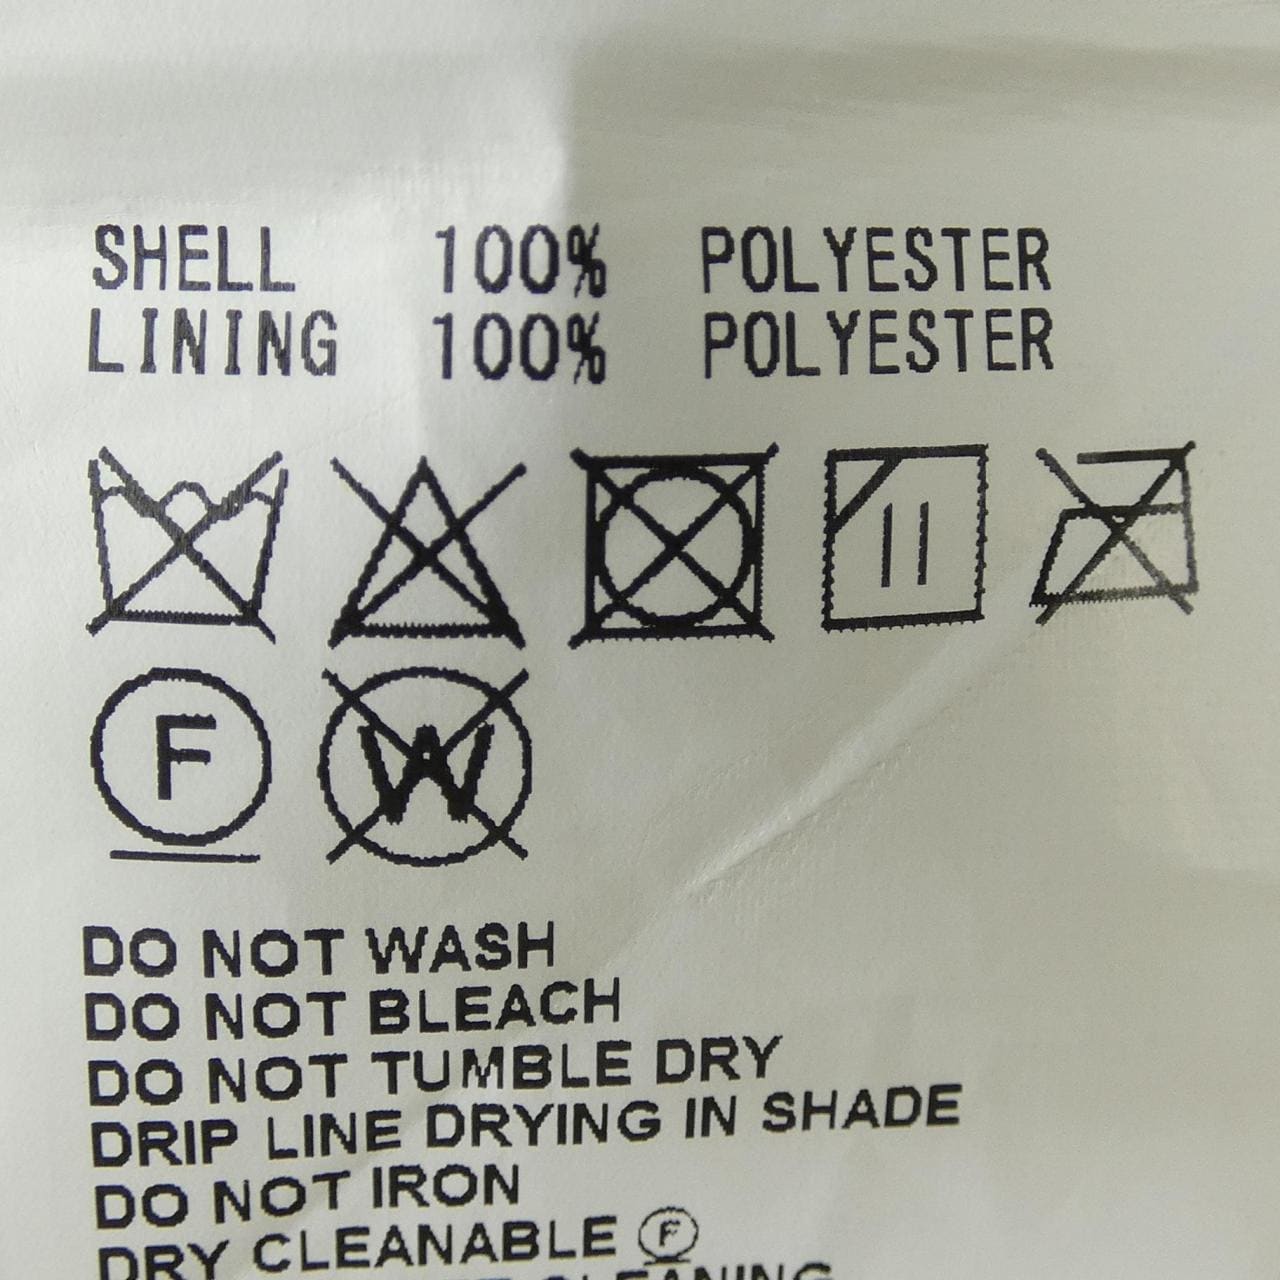 SHELL 100% POLYESTER
LINING 100% POLYESTER
F W
DO NOT WASH
DO NOT BLEACH
DO NOT TUMBLE DRY
DRIP LINE DRYING IN SHADE
DO NOT IRON
DRY CLEANABLE F
CLEANING